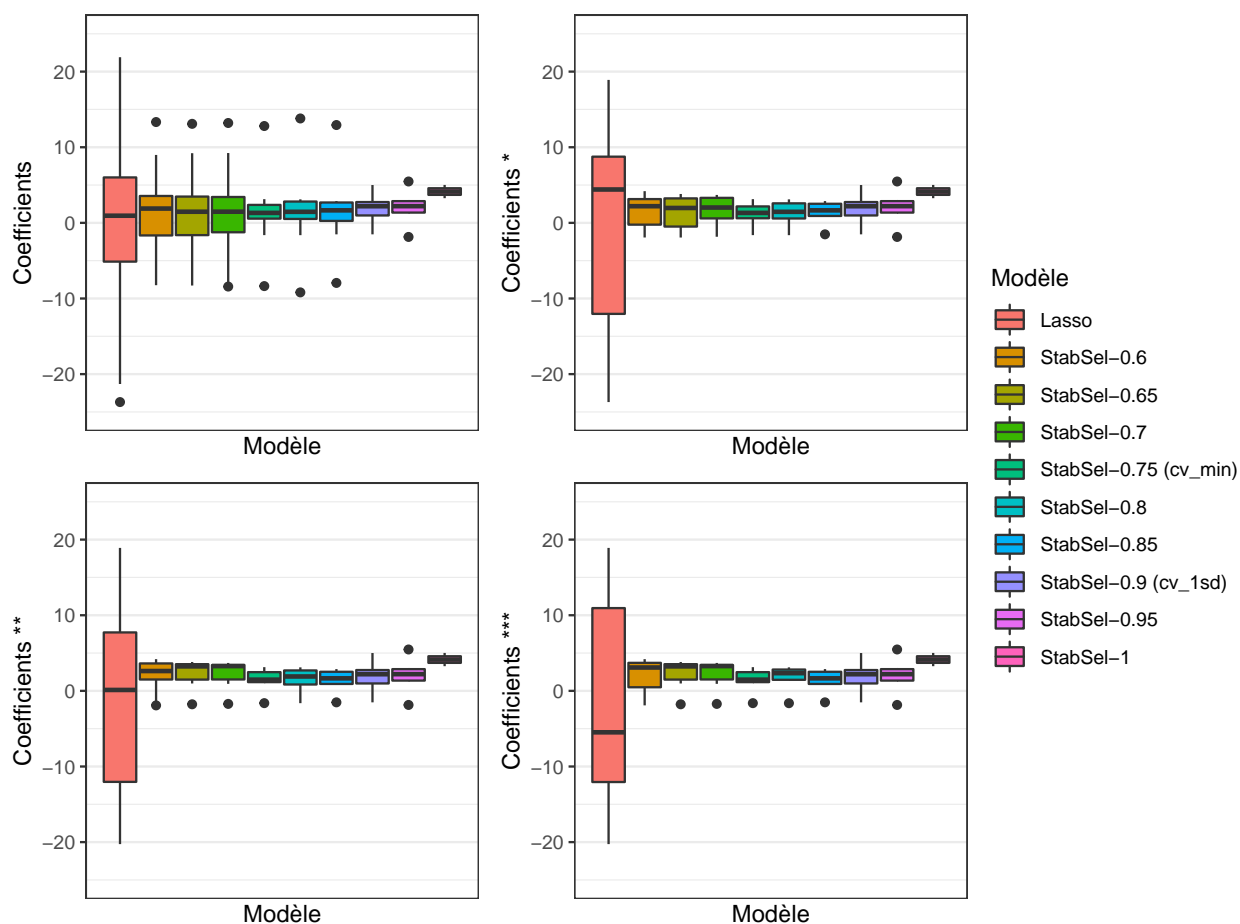 Coefficients
20
10
0
−10
−20
Modèle
Coefficients *
20
10
0
−10
−20
Modèle
Coefficients **
20
10
0
−10
−20
Modèle
Coefficients ***
20
10
0
−10
−20
Modèle
Modèle
Lasso
StabSel−0.6
StabSel−0.65
StabSel−0.7
StabSel−0.75 (cv_min)
StabSel−0.8
StabSel−0.85
StabSel−0.9 (cv_1sd)
StabSel−0.95
StabSel−1